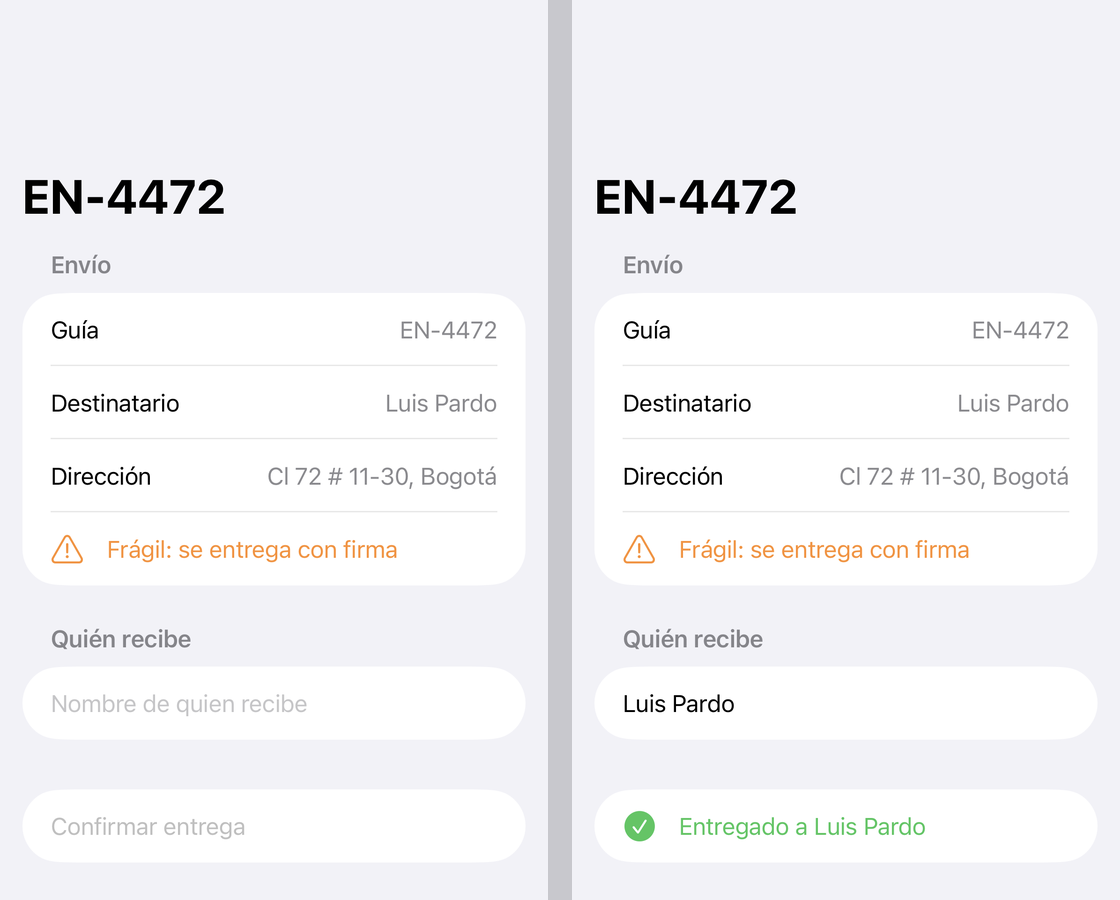 EN-4472
Envío
Guía EN-4472
Destinatario Luis Pardo
Dirección Cl 72 # 11-30, Bogotá
Frágil: se entrega con firma
Quién recibe
Nombre de quien recibe
Confirmar entrega
EN-4472
Envío
Guía EN-4472
Destinatario Luis Pardo
Dirección Cl 72 # 11-30, Bogotá
Frágil: se entrega con firma
Quién recibe
Luis Pardo
Entregado a Luis Pardo